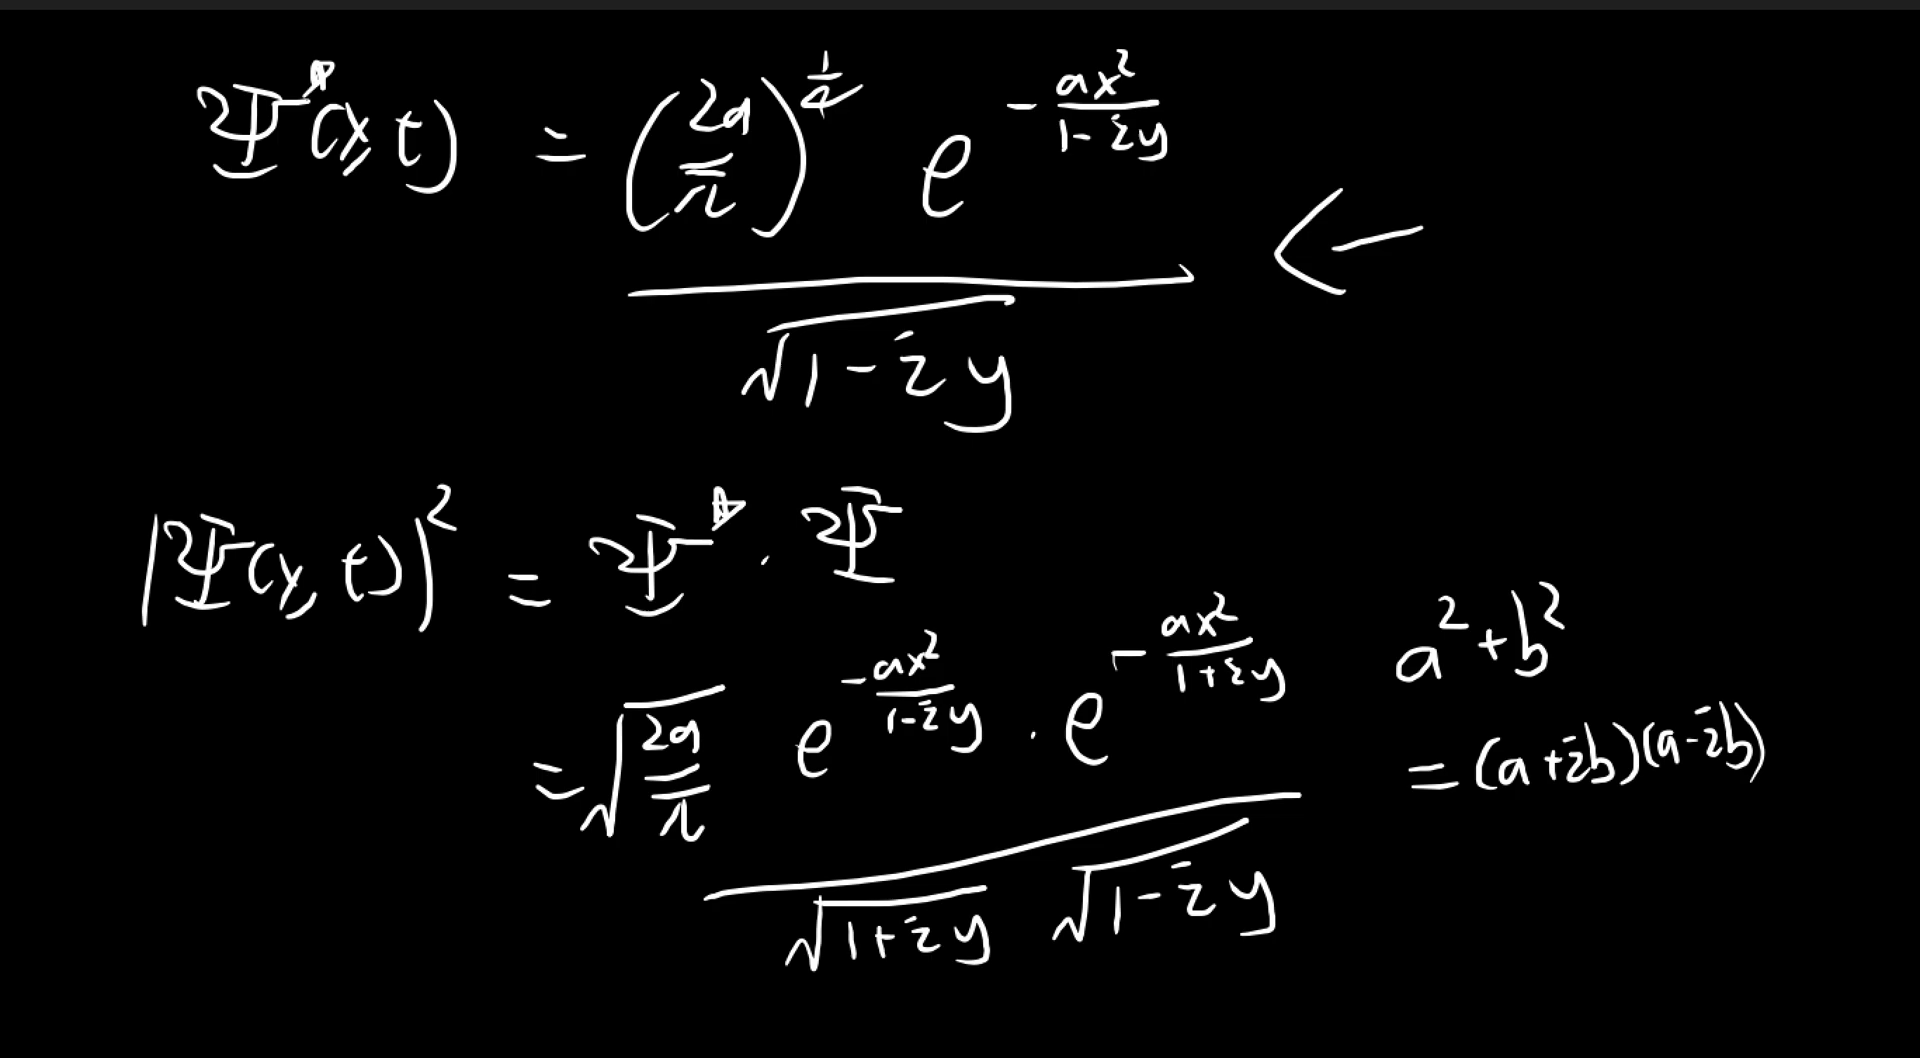 Ψ*(x,t) = (2a/π)^(1/4) e^(-ax²/(1-iy)) / √(1-iy) ←
|Ψ(x,t)|² = Ψ* · Ψ
= √(2a/π) e^(-ax²/(1-iy)) · e^(-ax²/(1+iy)) / (√(1+iy) √(1-iy))
a² + b²
= (a+ib)(a-ib)